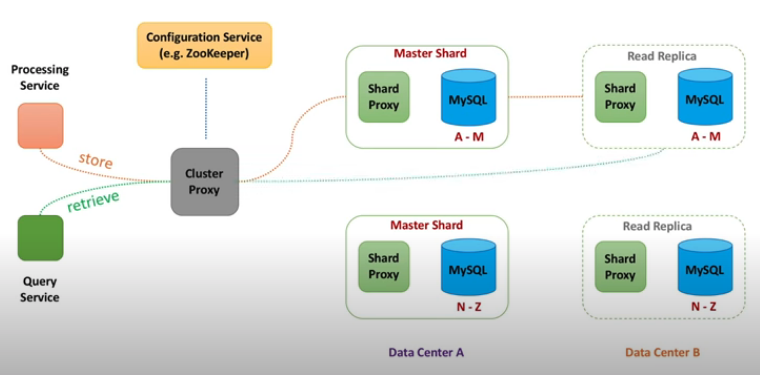 Configuration Service
(e.g. ZooKeeper)
Processing
Service
store
retrieve
Cluster
Proxy
Query
Service
Master Shard
Shard
Proxy
MySQL
A - M
Read Replica
Shard
Proxy
MySQL
A - M
Master Shard
Shard
Proxy
MySQL
N - Z
Read Replica
Shard
Proxy
MySQL
N - Z
Data Center A
Data Center B